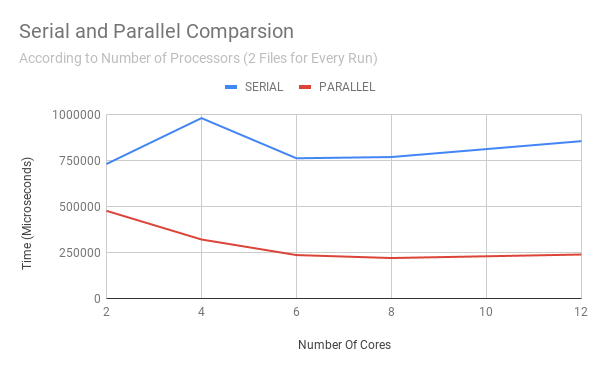 Serial and Parallel Comparsion
According to Number of Processors (2 Files for Every Run)
SERIAL PARALLEL
1000000
750000
500000
250000
0
Time (Microseconds)
2 4 6 8 10 12
Number Of Cores